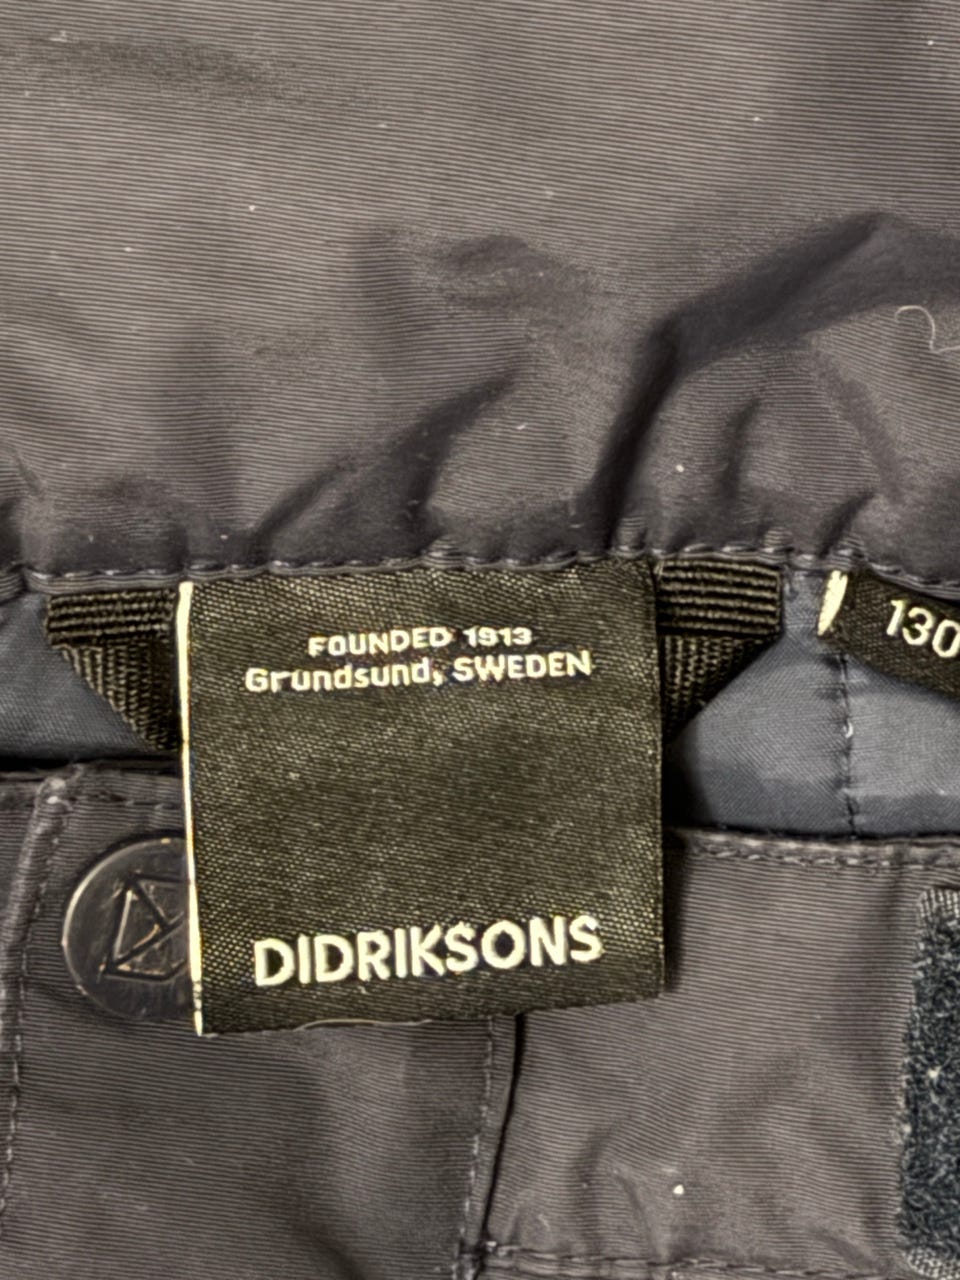 FOUNDED 1913
Grundsund, SWEDEN
130
DIDRIKSONS